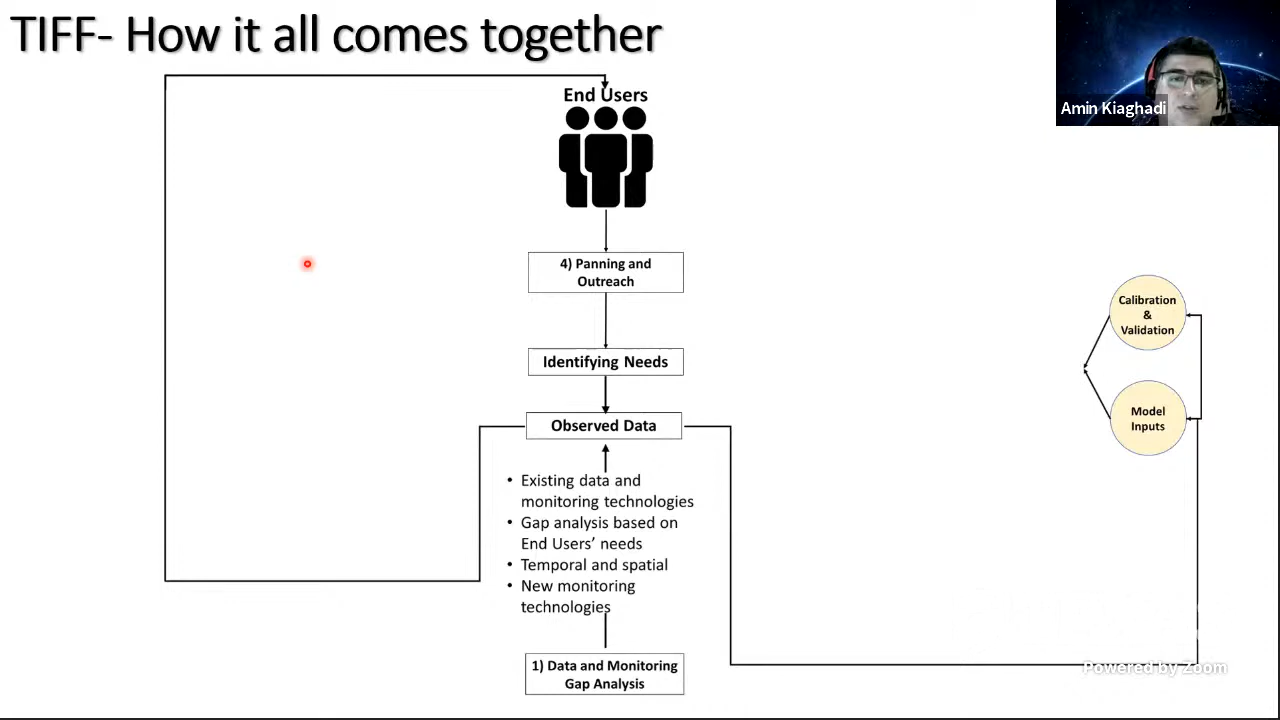 TIFF- How it all comes together
Amin Kiaghadi
End Users
4) Panning and
Outreach
Identifying Needs
Observed Data
• Existing data and
monitoring technologies
• Gap analysis based on
End Users’ needs
• Temporal and spatial
• New monitoring
technologies
1) Data and Monitoring
Gap Analysis
Calibration
&
Validation
Model
Inputs
Powered by Zoom